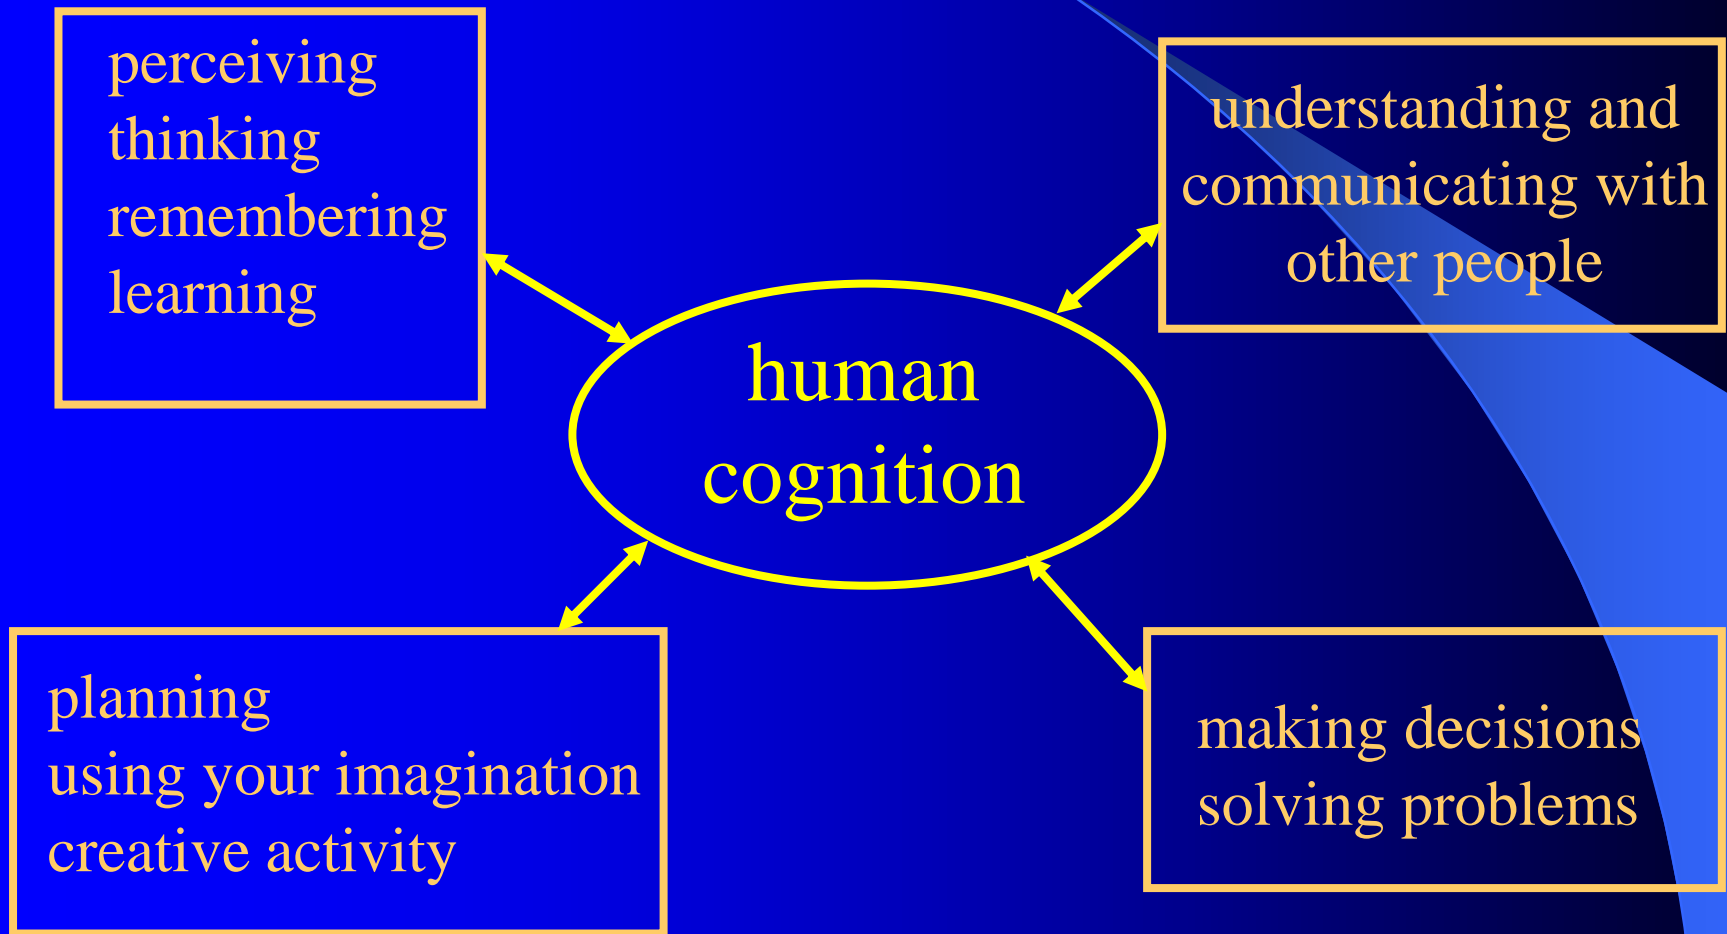 perceiving
thinking
remembering
learning
understanding and
communicating with
other people
human
cognition
planning
using your imagination
creative activity
making decisions
solving problems